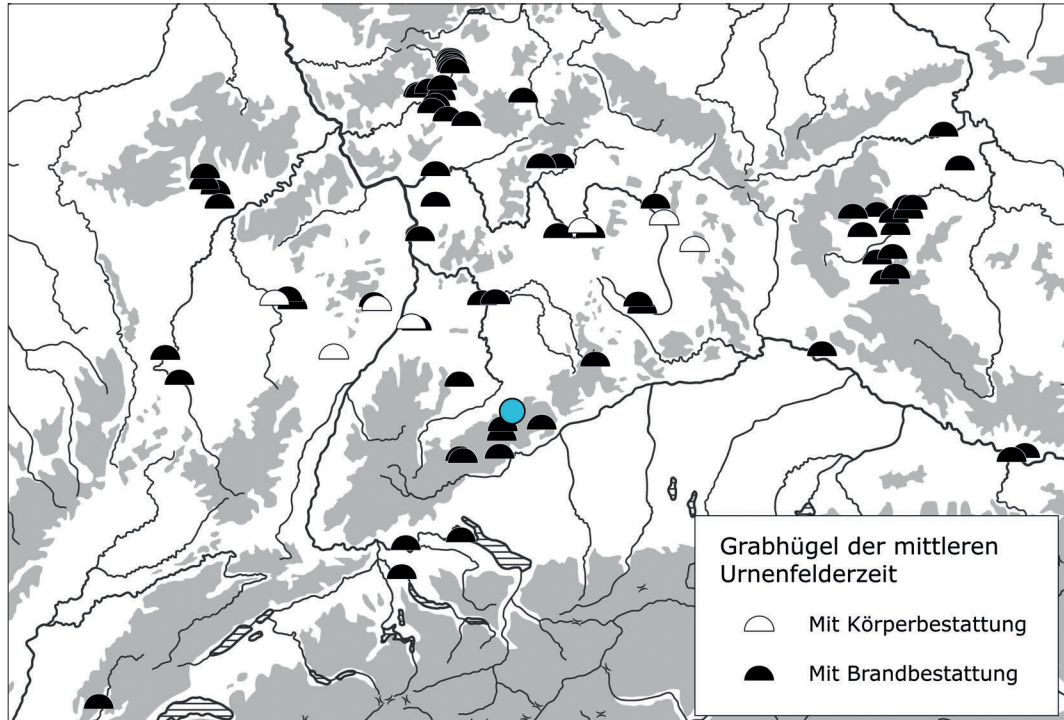 Grabhügel der mittleren
Urnenfelderzeit
Mit Körperbestattung
Mit Brandbestattung